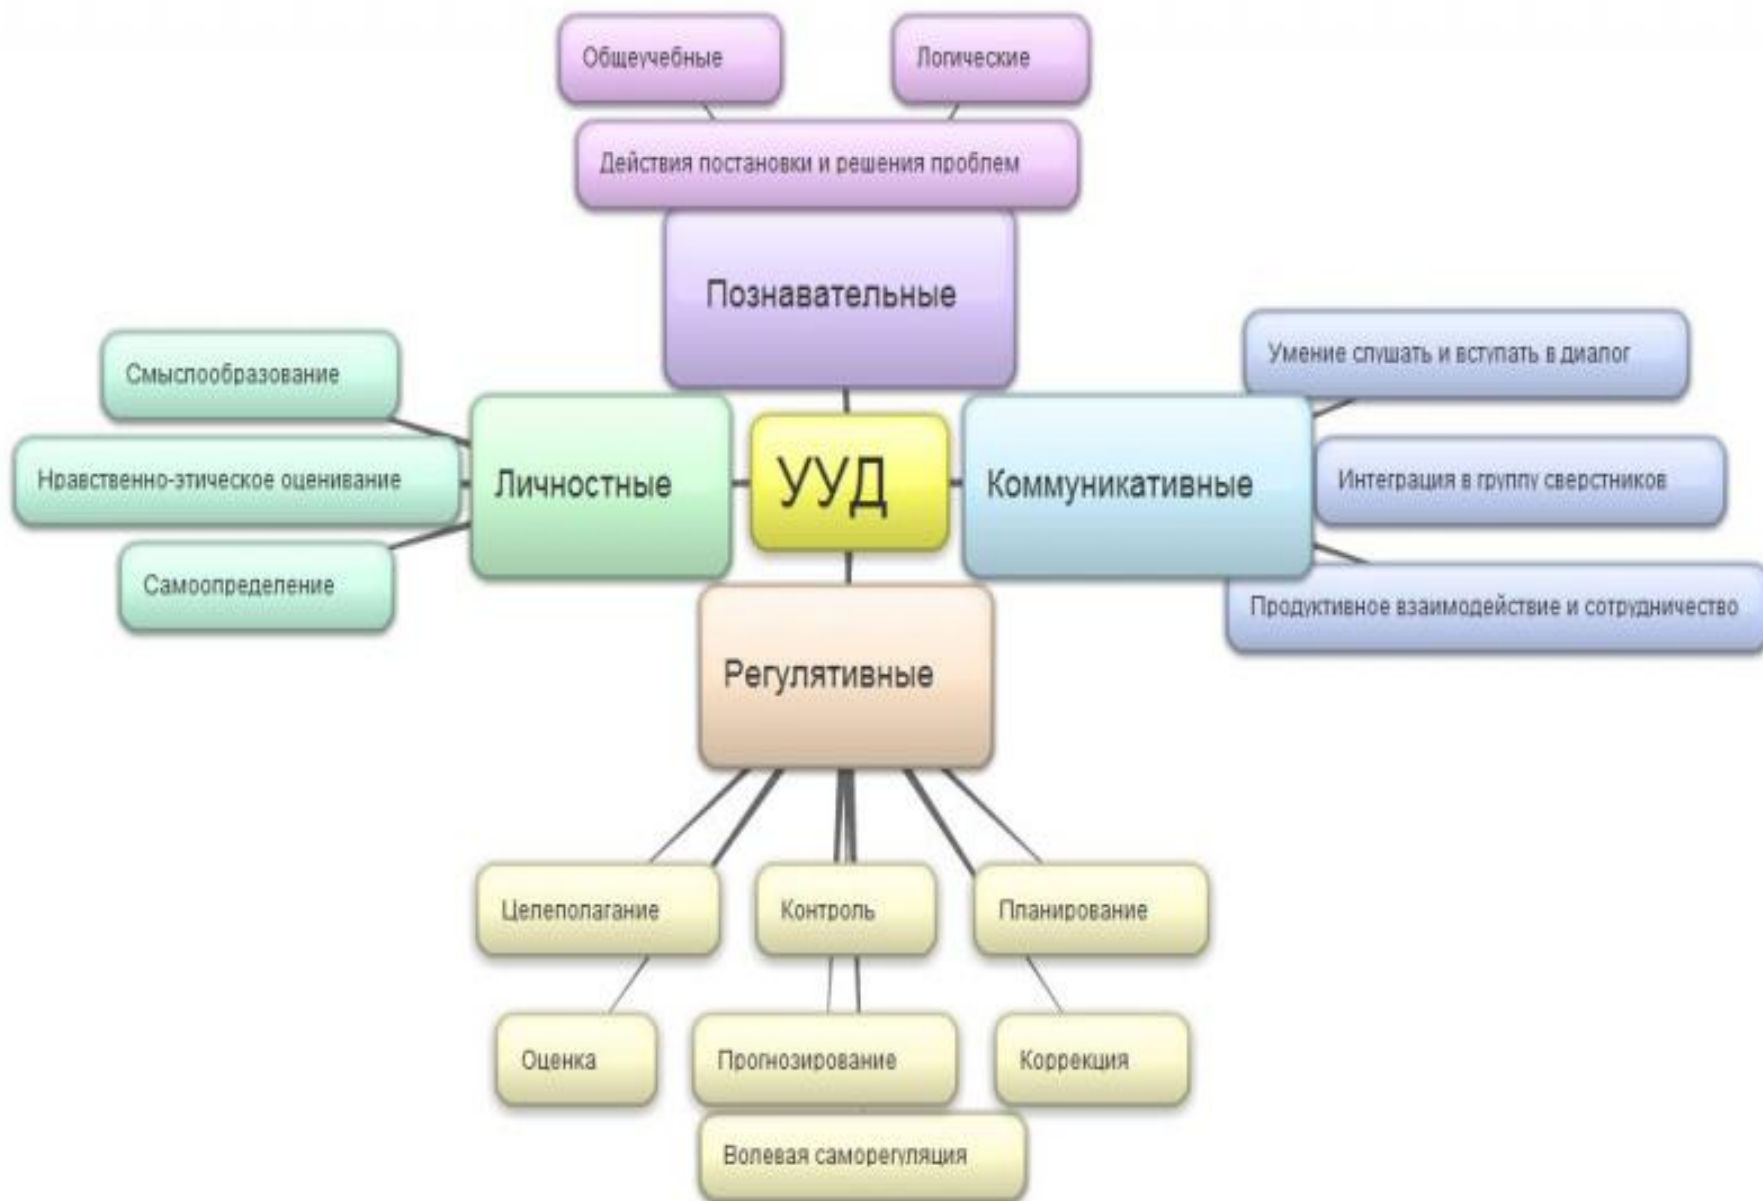 Общеучебные
Логические
Действия постановки и решения проблем
Познавательные
Умение слушать и вступать в диалог
Смыслообразование
Нравственно-этическое оценивание
Личностные
УУД
Коммуникативные
Интеграция в группу сверстников
Самоопределение
Продуктивное взаимодействие и сотрудничество
Регулятивные
Целеполагание
Контроль
Планирование
Оценка
Прогнозирование
Коррекция
Волевая саморегуляция